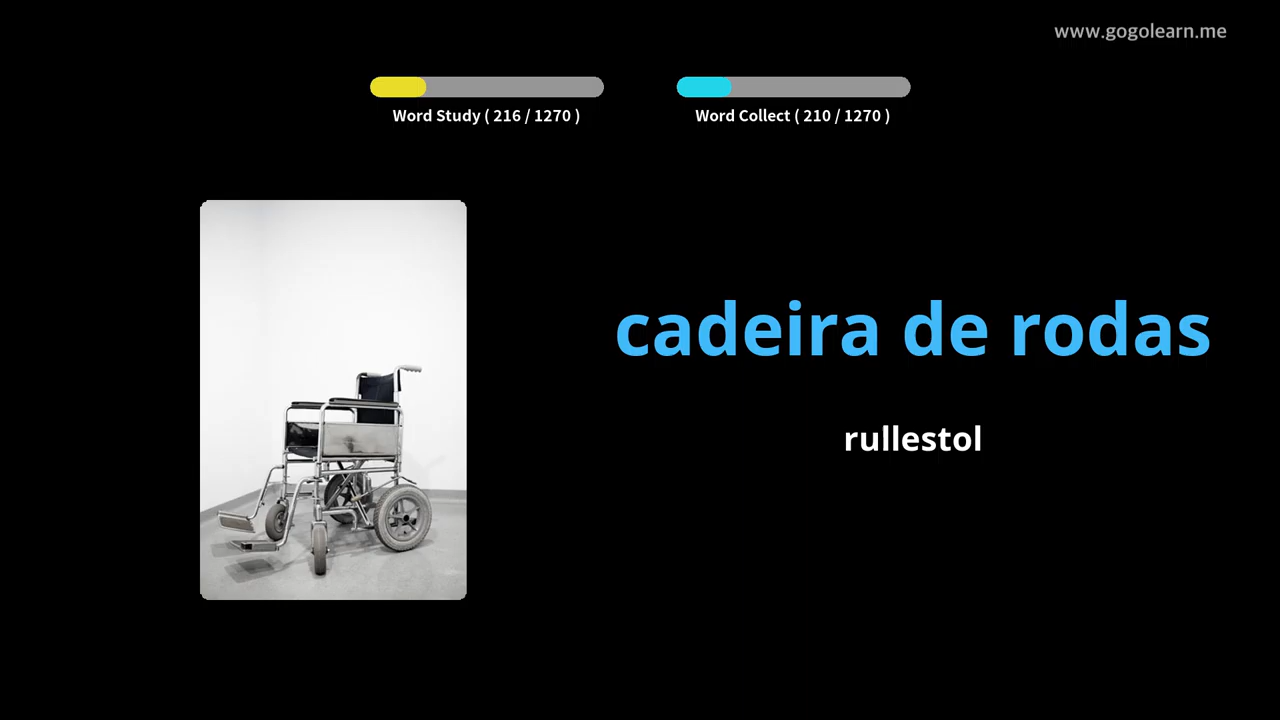 www.gogolearn.me
Word Study ( 216 / 1270 )
Word Collect ( 210 / 1270 )
cadeira de rodas
rullestol